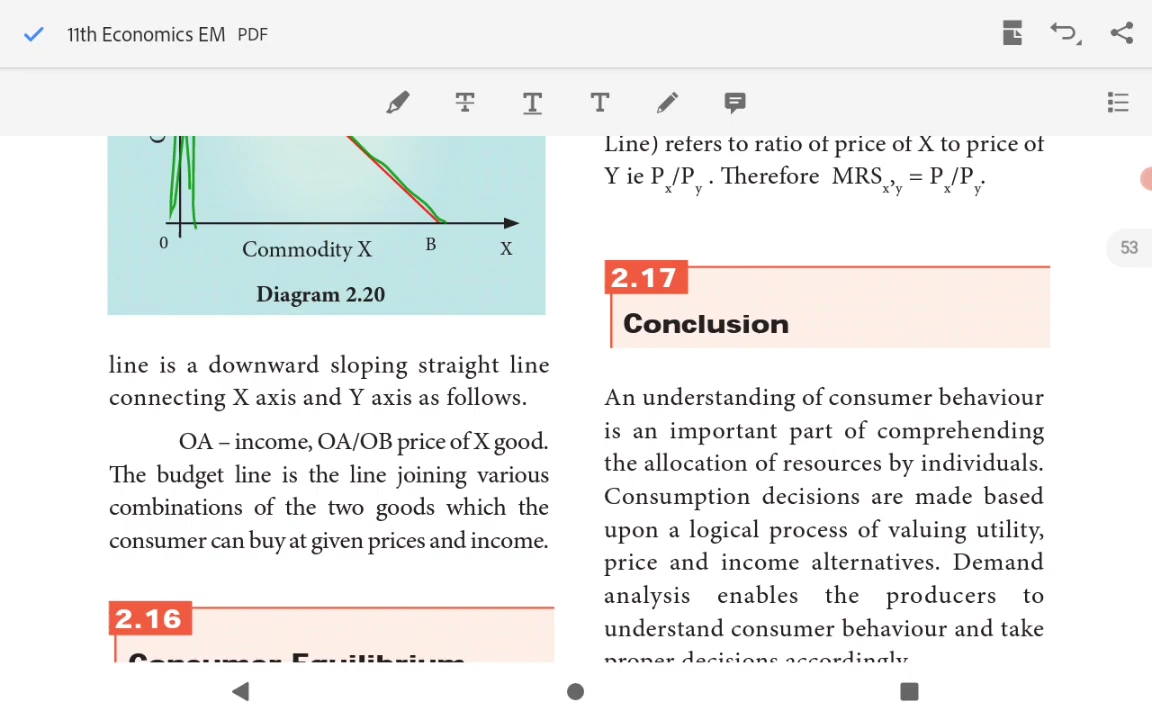 11th Economics EM PDF
0
Commodity X
B
X
Diagram 2.20
line is a downward sloping straight line
connecting X axis and Y axis as follows.
OA – income, OA/OB price of X good.
The budget line is the line joining various
combinations of the two goods which the
consumer can buy at given prices and income.
2.16
Consumer Equilibrium
Line) refers to ratio of price of X to price of
Y ie Px/Py . Therefore MRSx,y = Px/Py.
53
2.17
Conclusion
An understanding of consumer behaviour
is an important part of comprehending
the allocation of resources by individuals.
Consumption decisions are made based
upon a logical process of valuing utility,
price and income alternatives. Demand
analysis enables the producers to
understand consumer behaviour and take
proper decisions accordingly.